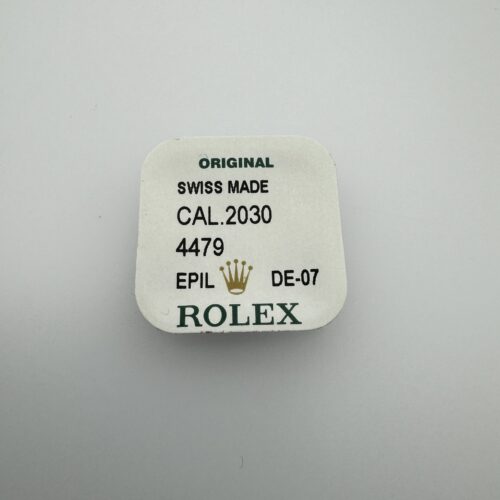 ORIGINAL
SWISS MADE
CAL.2030
4479
EPIL DE-07
ROLEX